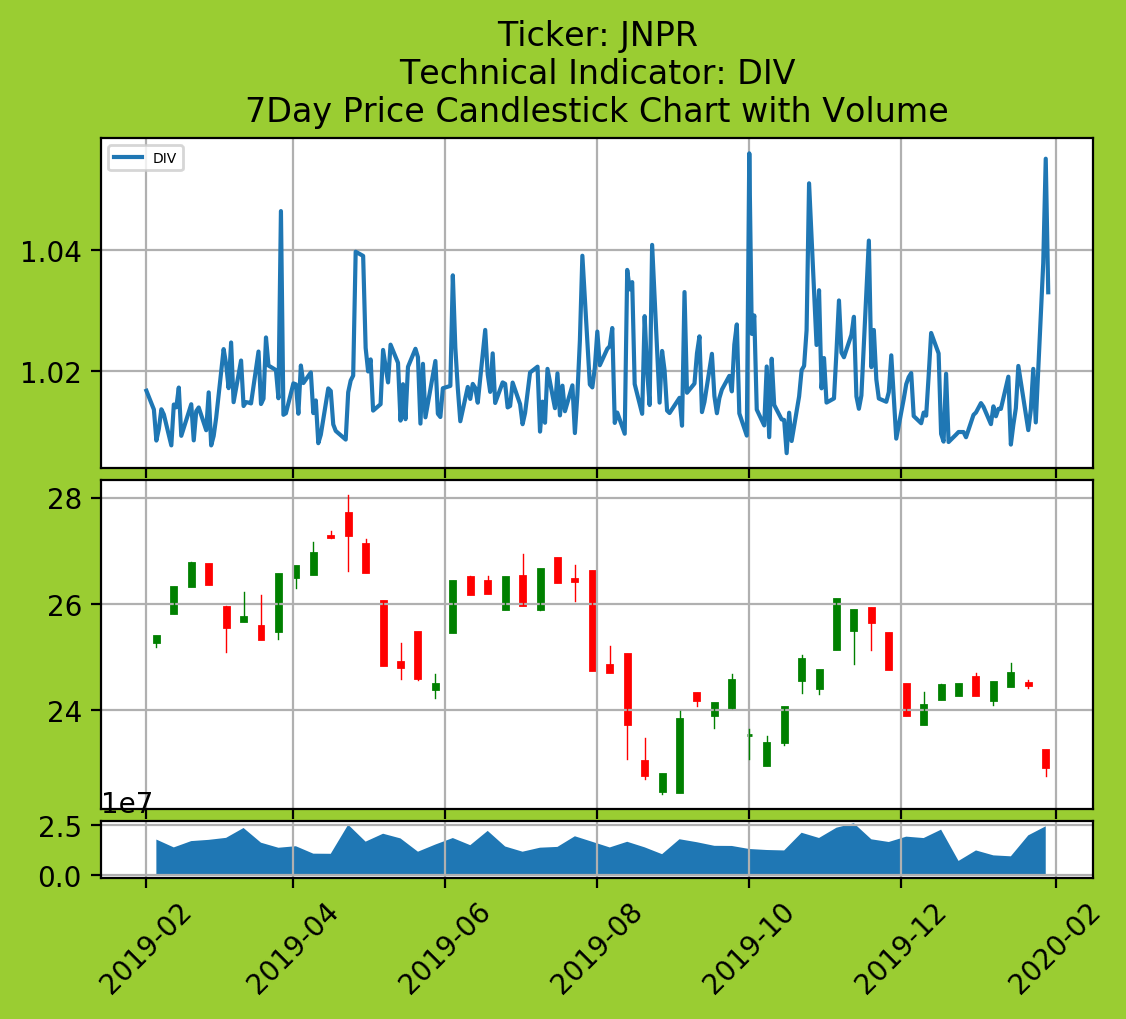 Ticker: JNPR
Technical Indicator: DIV
7Day Price Candlestick Chart with Volume
DIV
1.04
1.02
28
26
24
1e7
2.5
0.0
2019-02
2019-04
2019-06
2019-08
2019-10
2019-12
2020-02